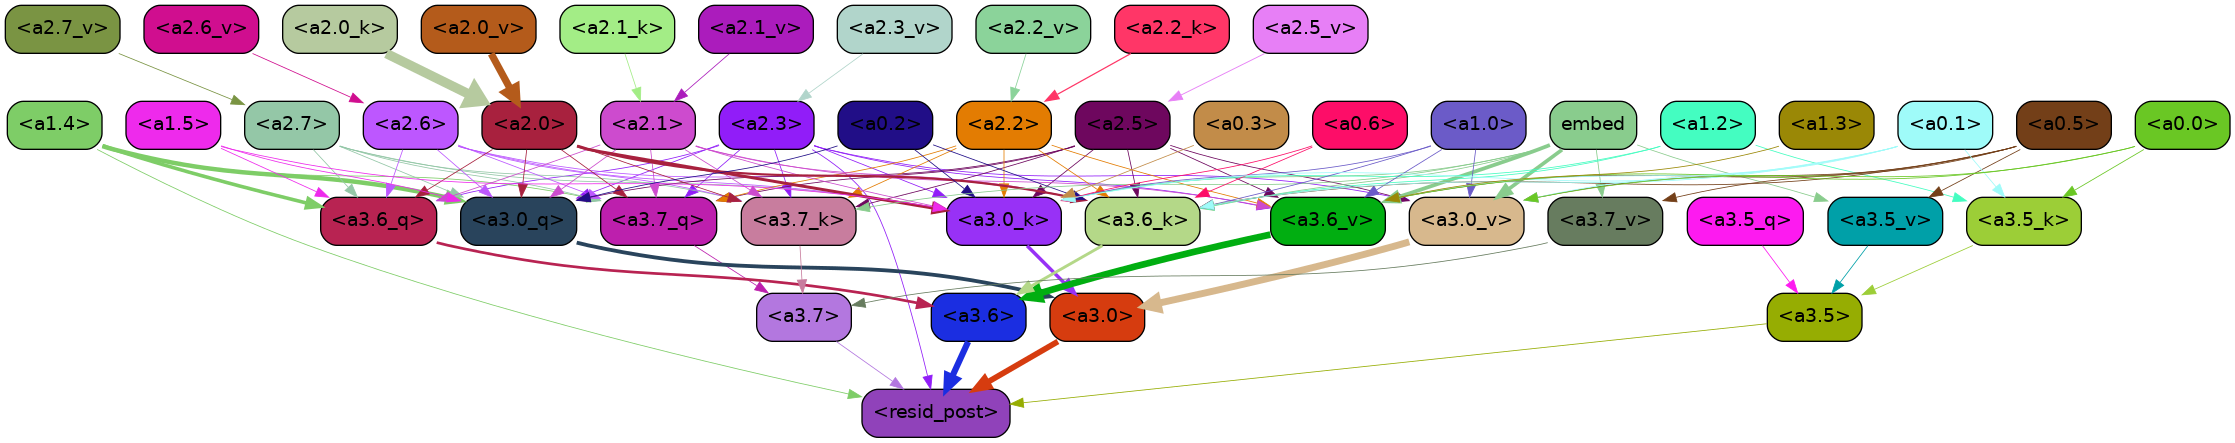 <a2.7_v> <a2.6_v> <a2.0_k> <a2.0_v> <a2.1_k> <a2.1_v> <a2.3_v> <a2.2_v> <a2.2_k> <a2.5_v>
<a1.4> <a1.5> <a2.7> <a2.6> <a2.0> <a2.1> <a2.3> <a0.2> <a2.2> <a2.5> <a0.3> <a0.6> <a1.0> embed <a1.2> <a1.3> <a0.1> <a0.5> <a0.0>
<a3.6_q> <a3.0_q> <a3.7_q> <a3.7_k> <a3.0_k> <a3.6_k> <a3.6_v> <a3.0_v> <a3.7_v> <a3.5_q> <a3.5_v> <a3.5_k>
<a3.7> <a3.6> <a3.0> <a3.5>
<resid_post>